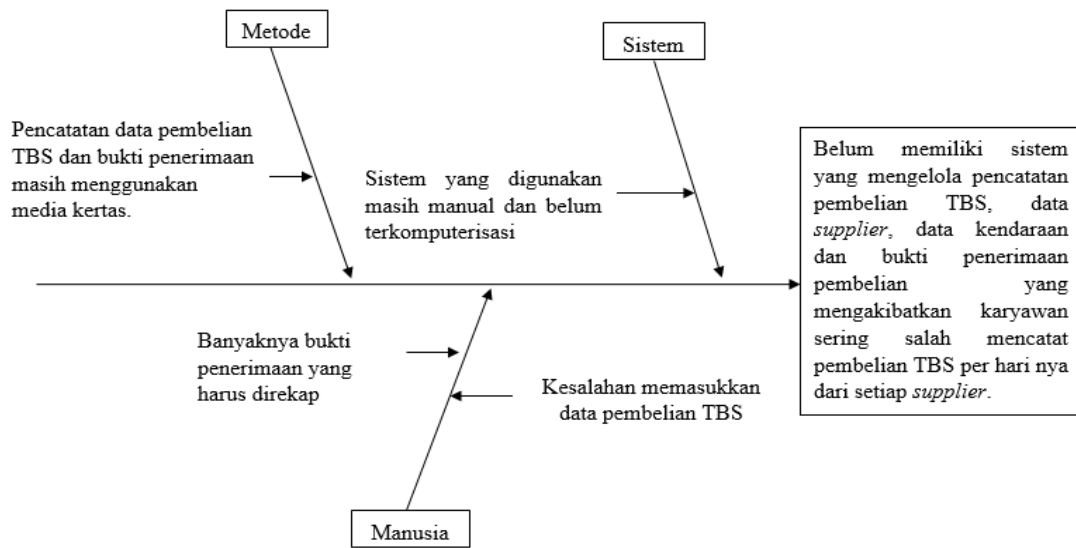 Metode
Sistem
Pencatatan data pembelian
TBS dan bukti penerimaan
masih menggunakan
media kertas.
Sistem yang digunakan
masih manual dan belum
terkomputerisasi
Belum memiliki sistem
yang mengelola pencatatan
pembelian TBS, data
supplier, data kendaraan
dan bukti penerimaan
pembelian yang
mengakibatkan karyawan
sering salah mencatat
pembelian TBS per hari nya
dari setiap supplier.
Banyaknya bukti
penerimaan yang
harus direkap
Kesalahan memasukkan
data pembelian TBS
Manusia